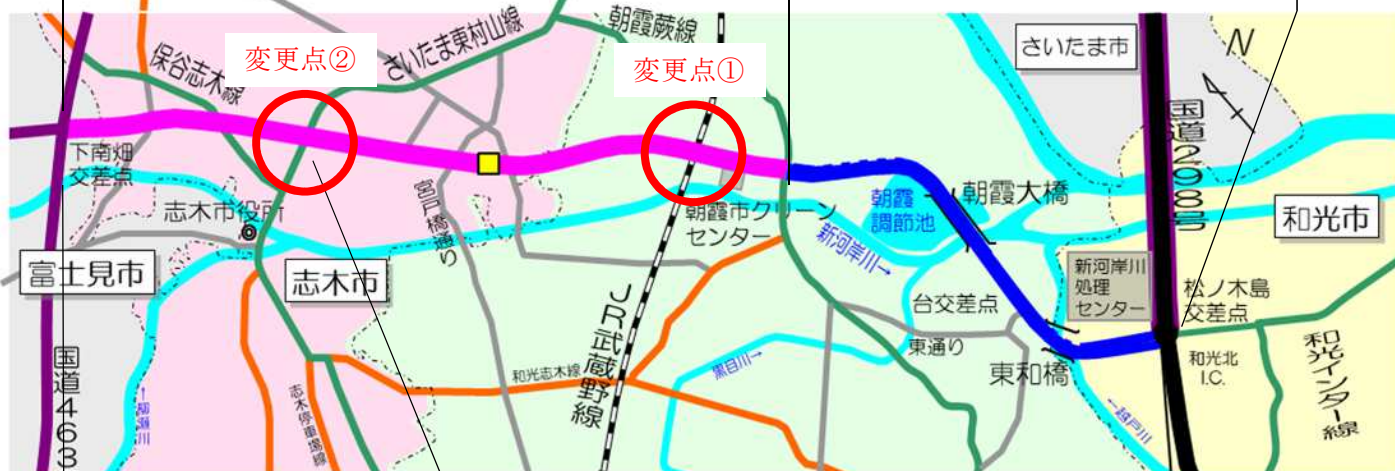 朝霞蕨線
さいたま東村山線
保谷志木線
変更点②
変更点①
さいたま市
N
国道298号
下南畑
交差点
志木市役所
宮戸橋通り
朝霞市クリーン
センター
朝霞
調節池
朝霞大橋
和光市
富士見市
志木市
新河岸川→
新河岸川
処理
センター
松ノ木島
交差点
台交差点
東通り
東和橋
和光北
I.C.
和光インター線
国道463
←柳瀬川
志木停車場線
和光志木線
JR武蔵野線
黒目川→
←越戸川